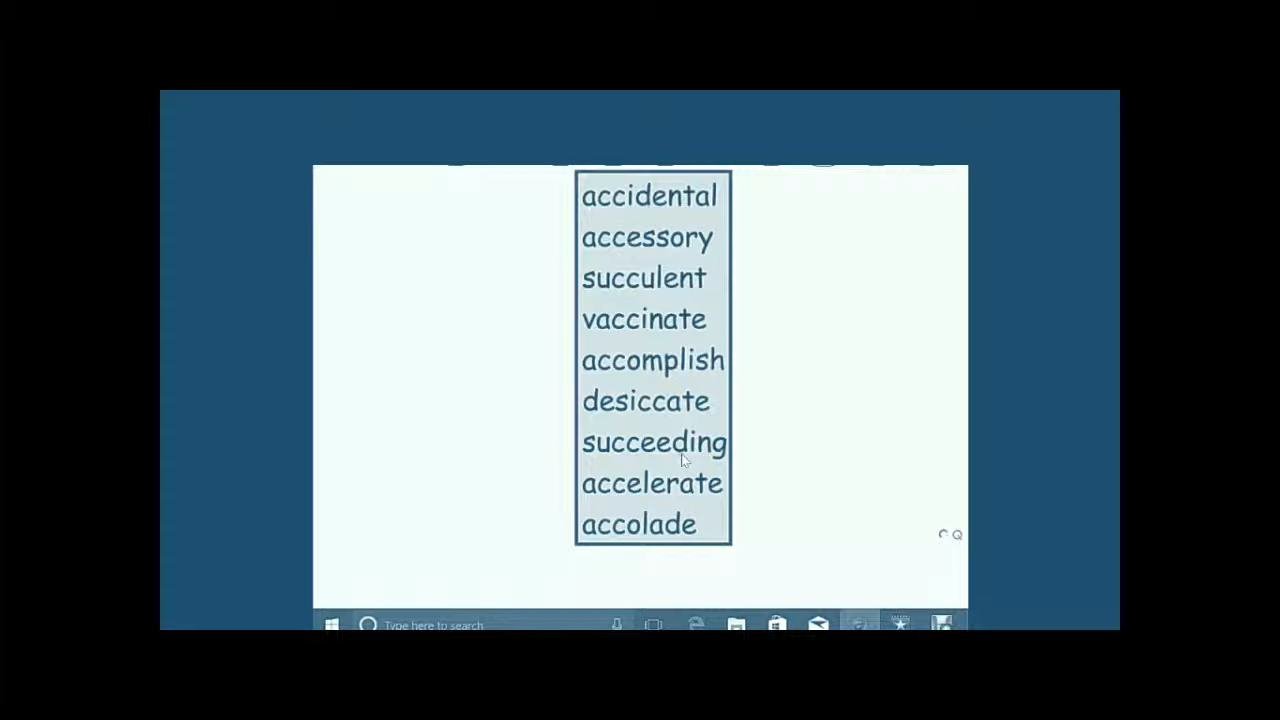 accidental
accessory
succulent
vaccinate
accomplish
desiccate
succeeding
accelerate
accolade
Type here to search